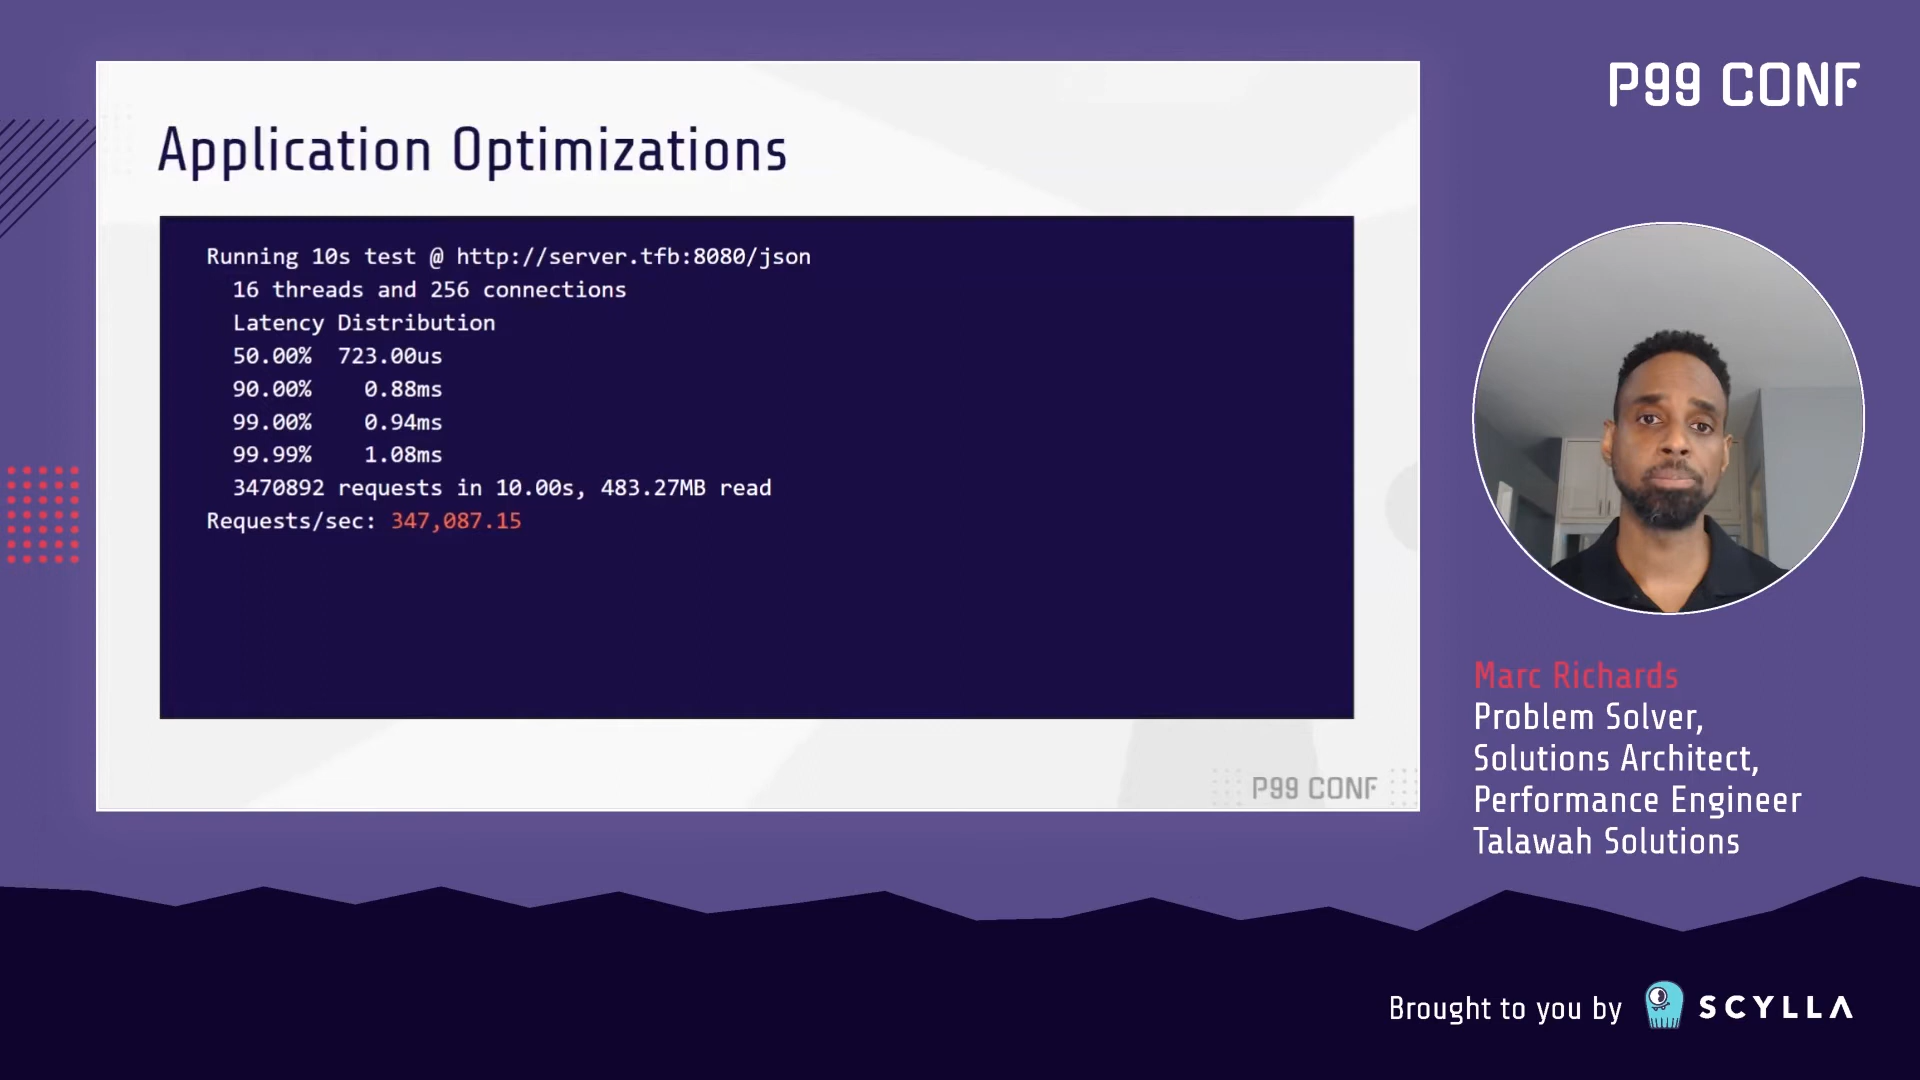 P99 CONF
Application Optimizations
Running 10s test @ http://server.tfb:8080/json
16 threads and 256 connections
Latency Distribution
50.00% 723.00us
90.00% 0.88ms
99.00% 0.94ms
99.99% 1.08ms
3470892 requests in 10.00s, 483.27MB read
Requests/sec: 347,087.15
P99 CONF
Marc Richards
Problem Solver,
Solutions Architect,
Performance Engineer
Talawah Solutions
Brought to you by SCYLLA